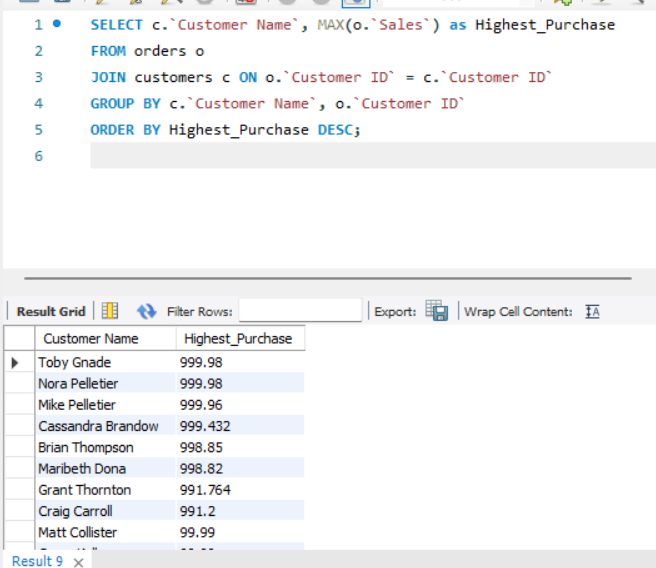 1 SELECT c.`Customer Name`, MAX(o.`Sales`) as Highest_Purchase
2 FROM orders o
3 JOIN customers c ON o.`Customer ID` = c.`Customer ID`
4 GROUP BY c.`Customer Name`, o.`Customer ID`
5 ORDER BY Highest_Purchase DESC;
6
Result Grid Filter Rows: Export: Wrap Cell Content: IA
Customer Name Highest_Purchase
Toby Gnade 999.98
Nora Pelletier 999.98
Mike Pelletier 999.96
Cassandra Brandow 999.432
Brian Thompson 998.85
Maribeth Dona 998.82
Grant Thornton 991.764
Craig Carroll 991.2
Matt Collister 99.99
Result 9